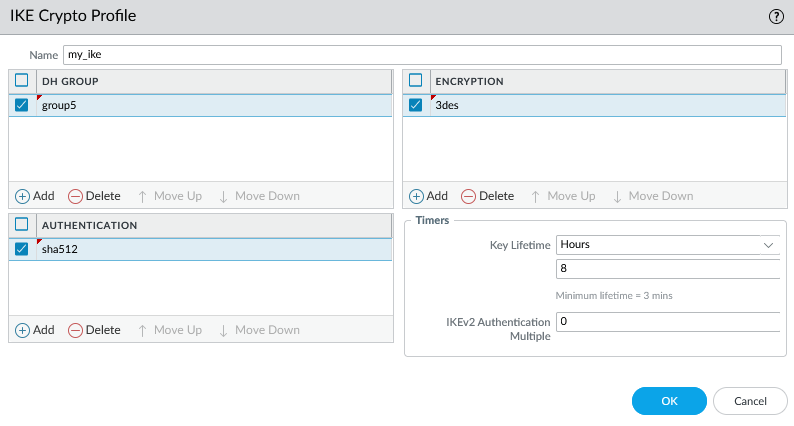 IKE Crypto Profile
?
Name my_ike
DH GROUP
group5
Add Delete Move Up Move Down
ENCRYPTION
3des
Add Delete Move Up Move Down
AUTHENTICATION
sha512
Add Delete Move Up Move Down
Timers
Key Lifetime Hours
8
Minimum lifetime = 3 mins
IKEv2 Authentication 0
Multiple
OK Cancel